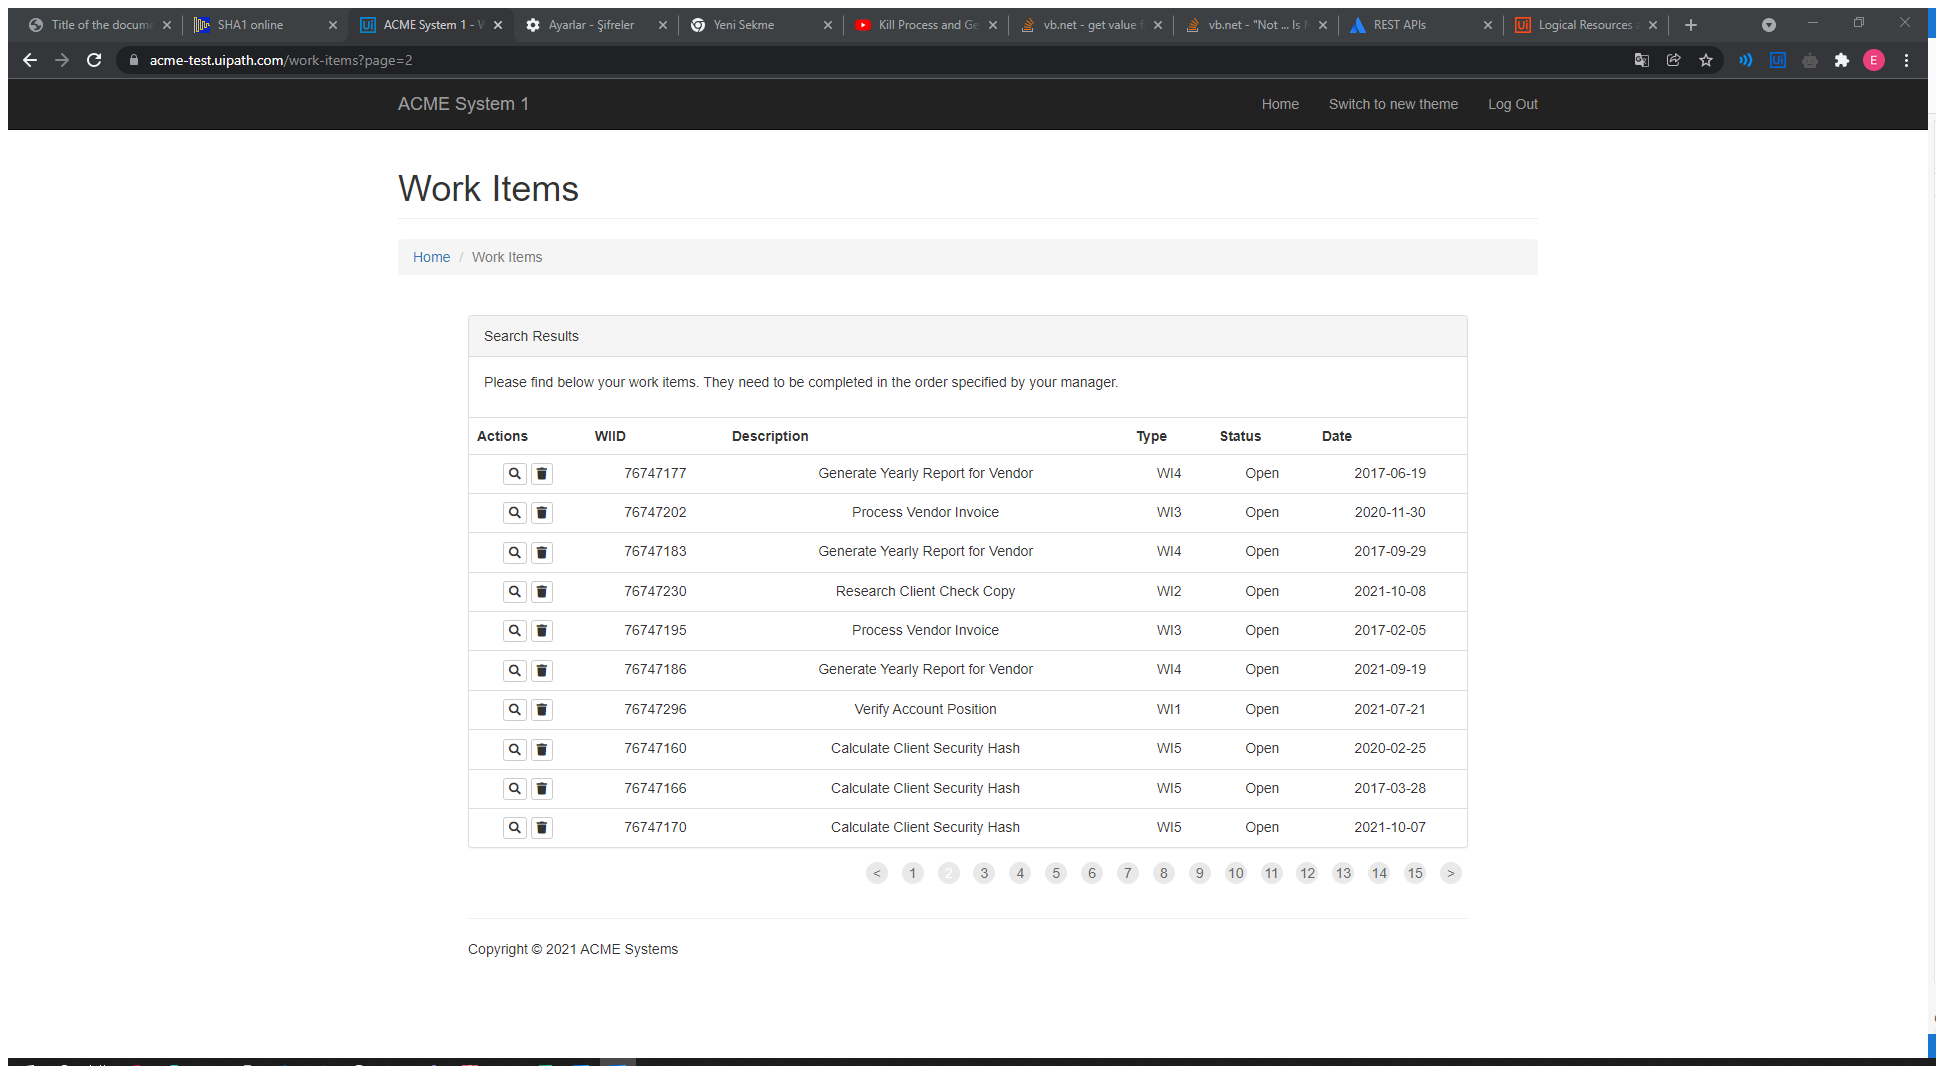 Title of the docume
SHA1 online
ACME System 1 - W
Ayarlar - Şifreler
Yeni Sekme
Kill Process and Ge
vb.net - get value f
vb.net - "Not ... Is N
REST APIs
Logical Resources a
acme-test.uipath.com/work-items?page=2
E
ACME System 1 Home Switch to new theme Log Out
Work Items
Home / Work Items
Search Results
Please find below your work items. They need to be completed in the order specified by your manager.
Actions WIID Description Type Status Date
76747177 Generate Yearly Report for Vendor WI4 Open 2017-06-19
76747202 Process Vendor Invoice WI3 Open 2020-11-30
76747183 Generate Yearly Report for Vendor WI4 Open 2017-09-29
76747230 Research Client Check Copy WI2 Open 2021-10-08
76747195 Process Vendor Invoice WI3 Open 2017-02-05
76747186 Generate Yearly Report for Vendor WI4 Open 2021-09-19
76747296 Verify Account Position WI1 Open 2021-07-21
76747160 Calculate Client Security Hash WI5 Open 2020-02-25
76747166 Calculate Client Security Hash WI5 Open 2017-03-28
76747170 Calculate Client Security Hash WI5 Open 2021-10-07
< 1 2 3 4 5 6 7 8 9 10 11 12 13 14 15 >
Copyright © 2021 ACME Systems